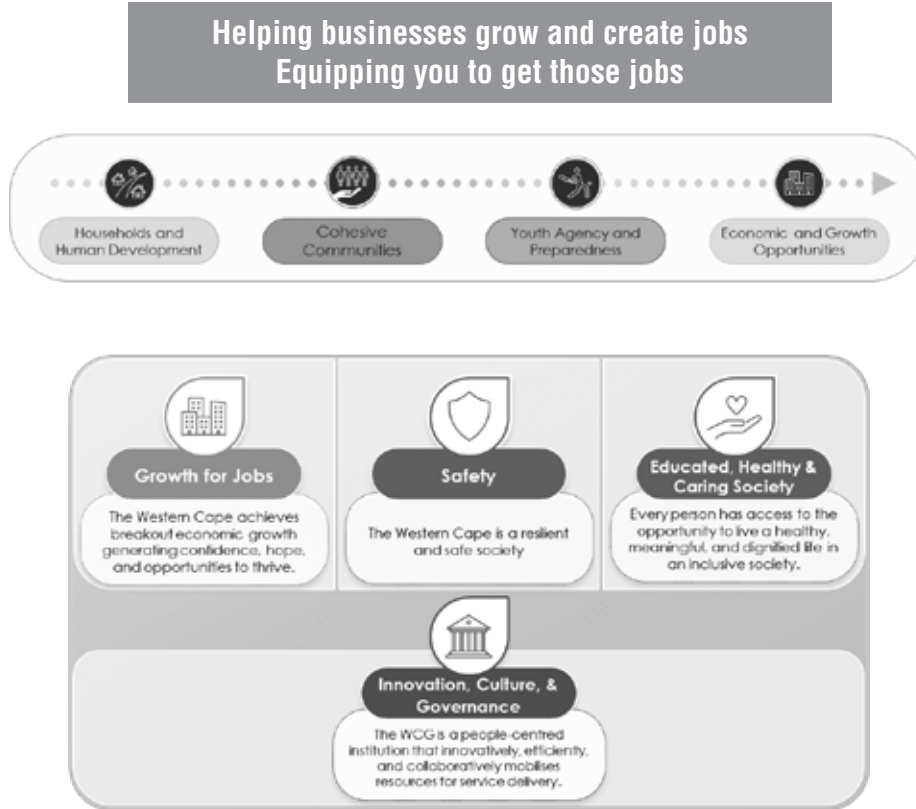 Helping businesses grow and create jobs
Equipping you to get those jobs
Households and
Human Development
Cohesive
Communities
Youth Agency and
Preparedness
Economic and Growth
Opportunities
Growth for Jobs
The Western Cape achieves
breakout economic growth
generating confidence, hope,
and opportunities to thrive.
Safety
The Western Cape is a resilient
and safe society
Educated, Healthy &
Caring Society
Every person has access to the
opportunity to live a healthy,
meaningful, and dignified life in
an inclusive society.
Innovation, Culture, &
Governance
The WCG is a people-centred
institution that innovatively, efficiently,
and collaboratively mobilises
resources for service delivery.